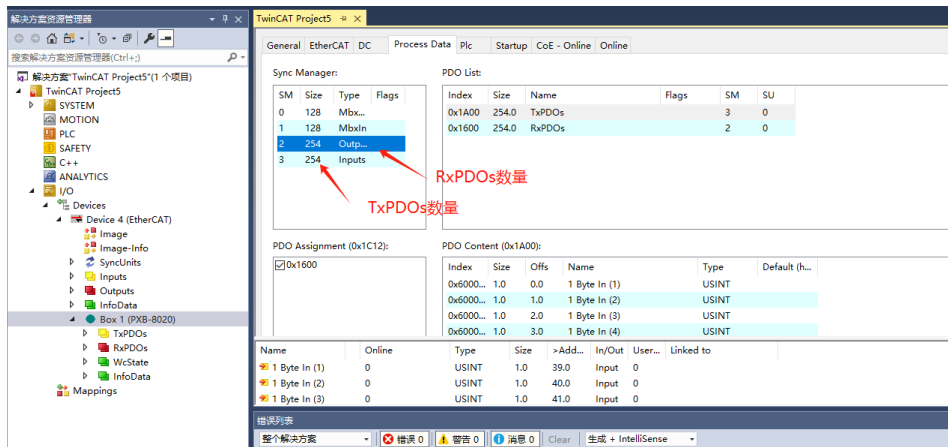 解决方案资源管理器
搜索解决方案资源管理器(Ctrl+;)
解决方案"TwinCAT Project5"(1 个项目)
TwinCAT Project5
SYSTEM
MOTION
PLC
SAFETY
C++
ANALYTICS
I/O
Devices
Device 4 (EtherCAT)
Image
Image-Info
SyncUnits
Inputs
Outputs
InfoData
Box 1 (PXB-8020)
TxPDOs
RxPDOs
WcState
InfoData
Mappings
TwinCAT Project5
General EtherCAT DC Process Data Plc Startup CoE - Online Online
Sync Manager:
SM Size Type Flags
0 128 Mbx...
1 128 MbxIn
2 254 Outp...
3 254 Inputs
RxPDOs数量
TxPDOs数量
PDO List:
Index Size Name Flags SM SU
0x1A00 254.0 TxPDOs 3 0
0x1600 254.0 RxPDOs 2 0
PDO Assignment (0x1C12):
0x1600
PDO Content (0x1A00):
Index Size Offs Name Type Default (h...
0x6000... 1.0 0.0 1 Byte In (1) USINT
0x6000... 1.0 1.0 1 Byte In (2) USINT
0x6000... 1.0 2.0 1 Byte In (3) USINT
0x6000... 1.0 3.0 1 Byte In (4) USINT
Name Online Type Size >Add... In/Out User... Linked to
1 Byte In (1) 0 USINT 1.0 39.0 Input 0
1 Byte In (2) 0 USINT 1.0 40.0 Input 0
1 Byte In (3) 0 USINT 1.0 41.0 Input 0
错误列表
整个解决方案 错误 0 警告 0 消息 0 Clear 生成 + IntelliSense